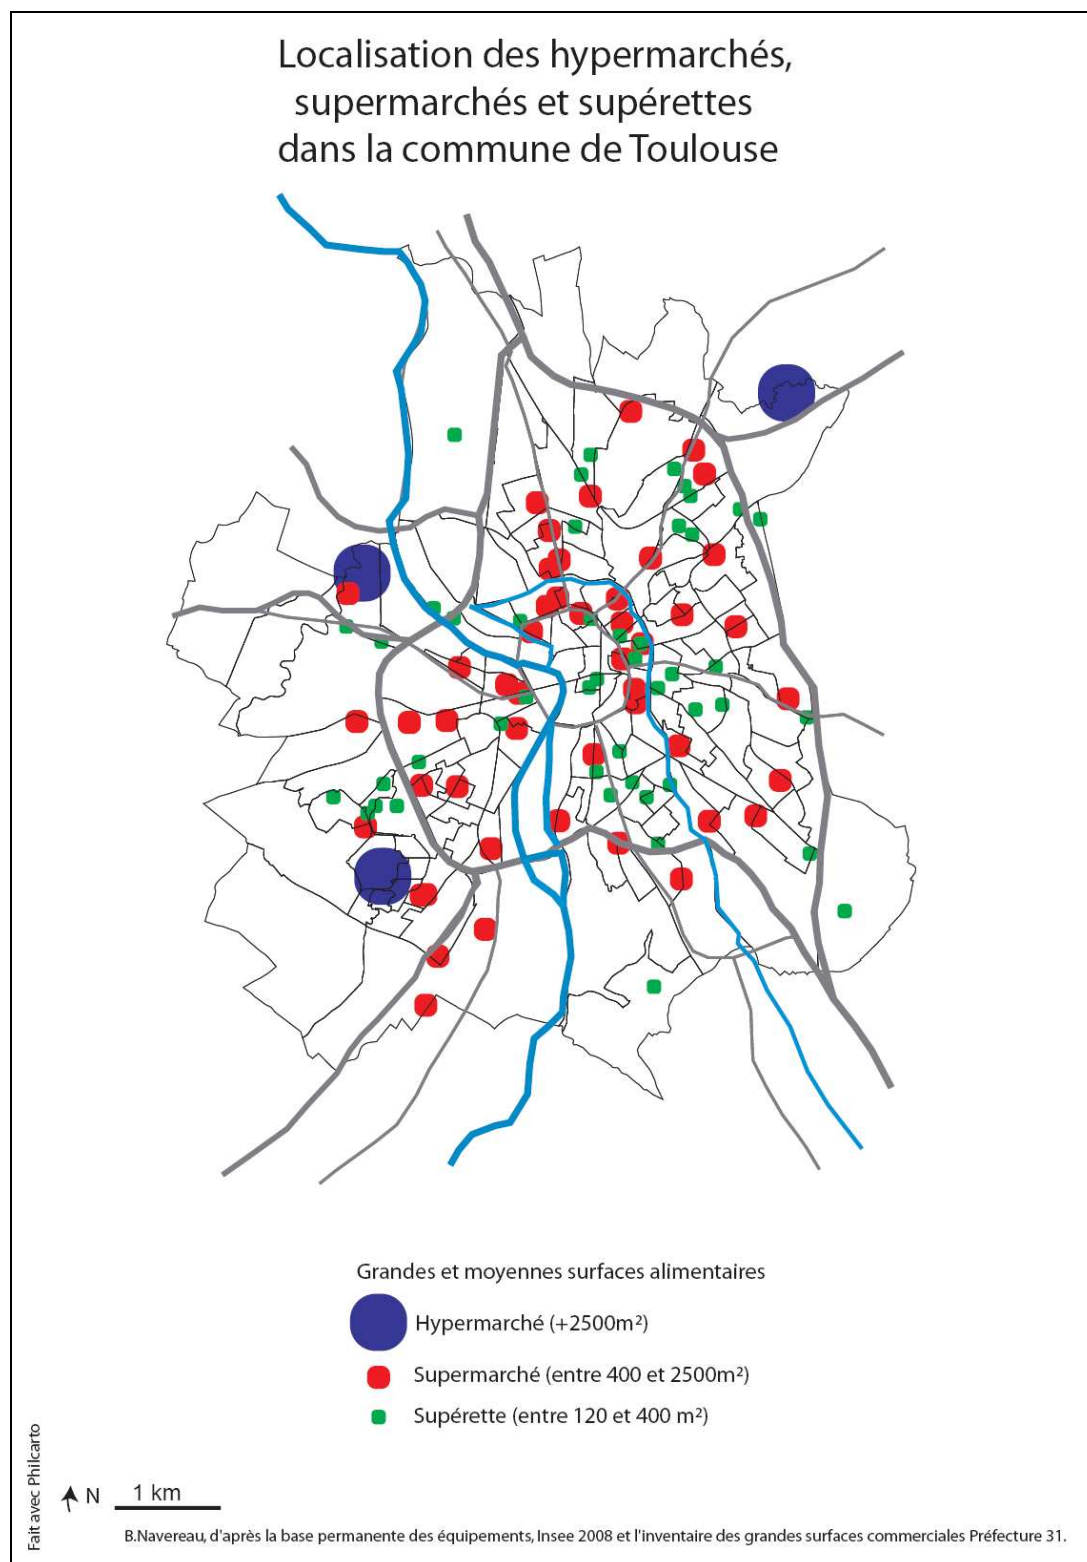 Localisation des hypermarchés,
supermarchés et supérettes
dans la commune de Toulouse
Grandes et moyennes surfaces alimentaires
Hypermarché (+2500m²)
Supermarché (entre 400 et 2500m²)
Supérette (entre 120 et 400 m²)
Fait avec Philcarto
N
1 km
B.Navereau, d'après la base permanente des équipements, Insee 2008 et l'inventaire des grandes surfaces commerciales Préfecture 31.